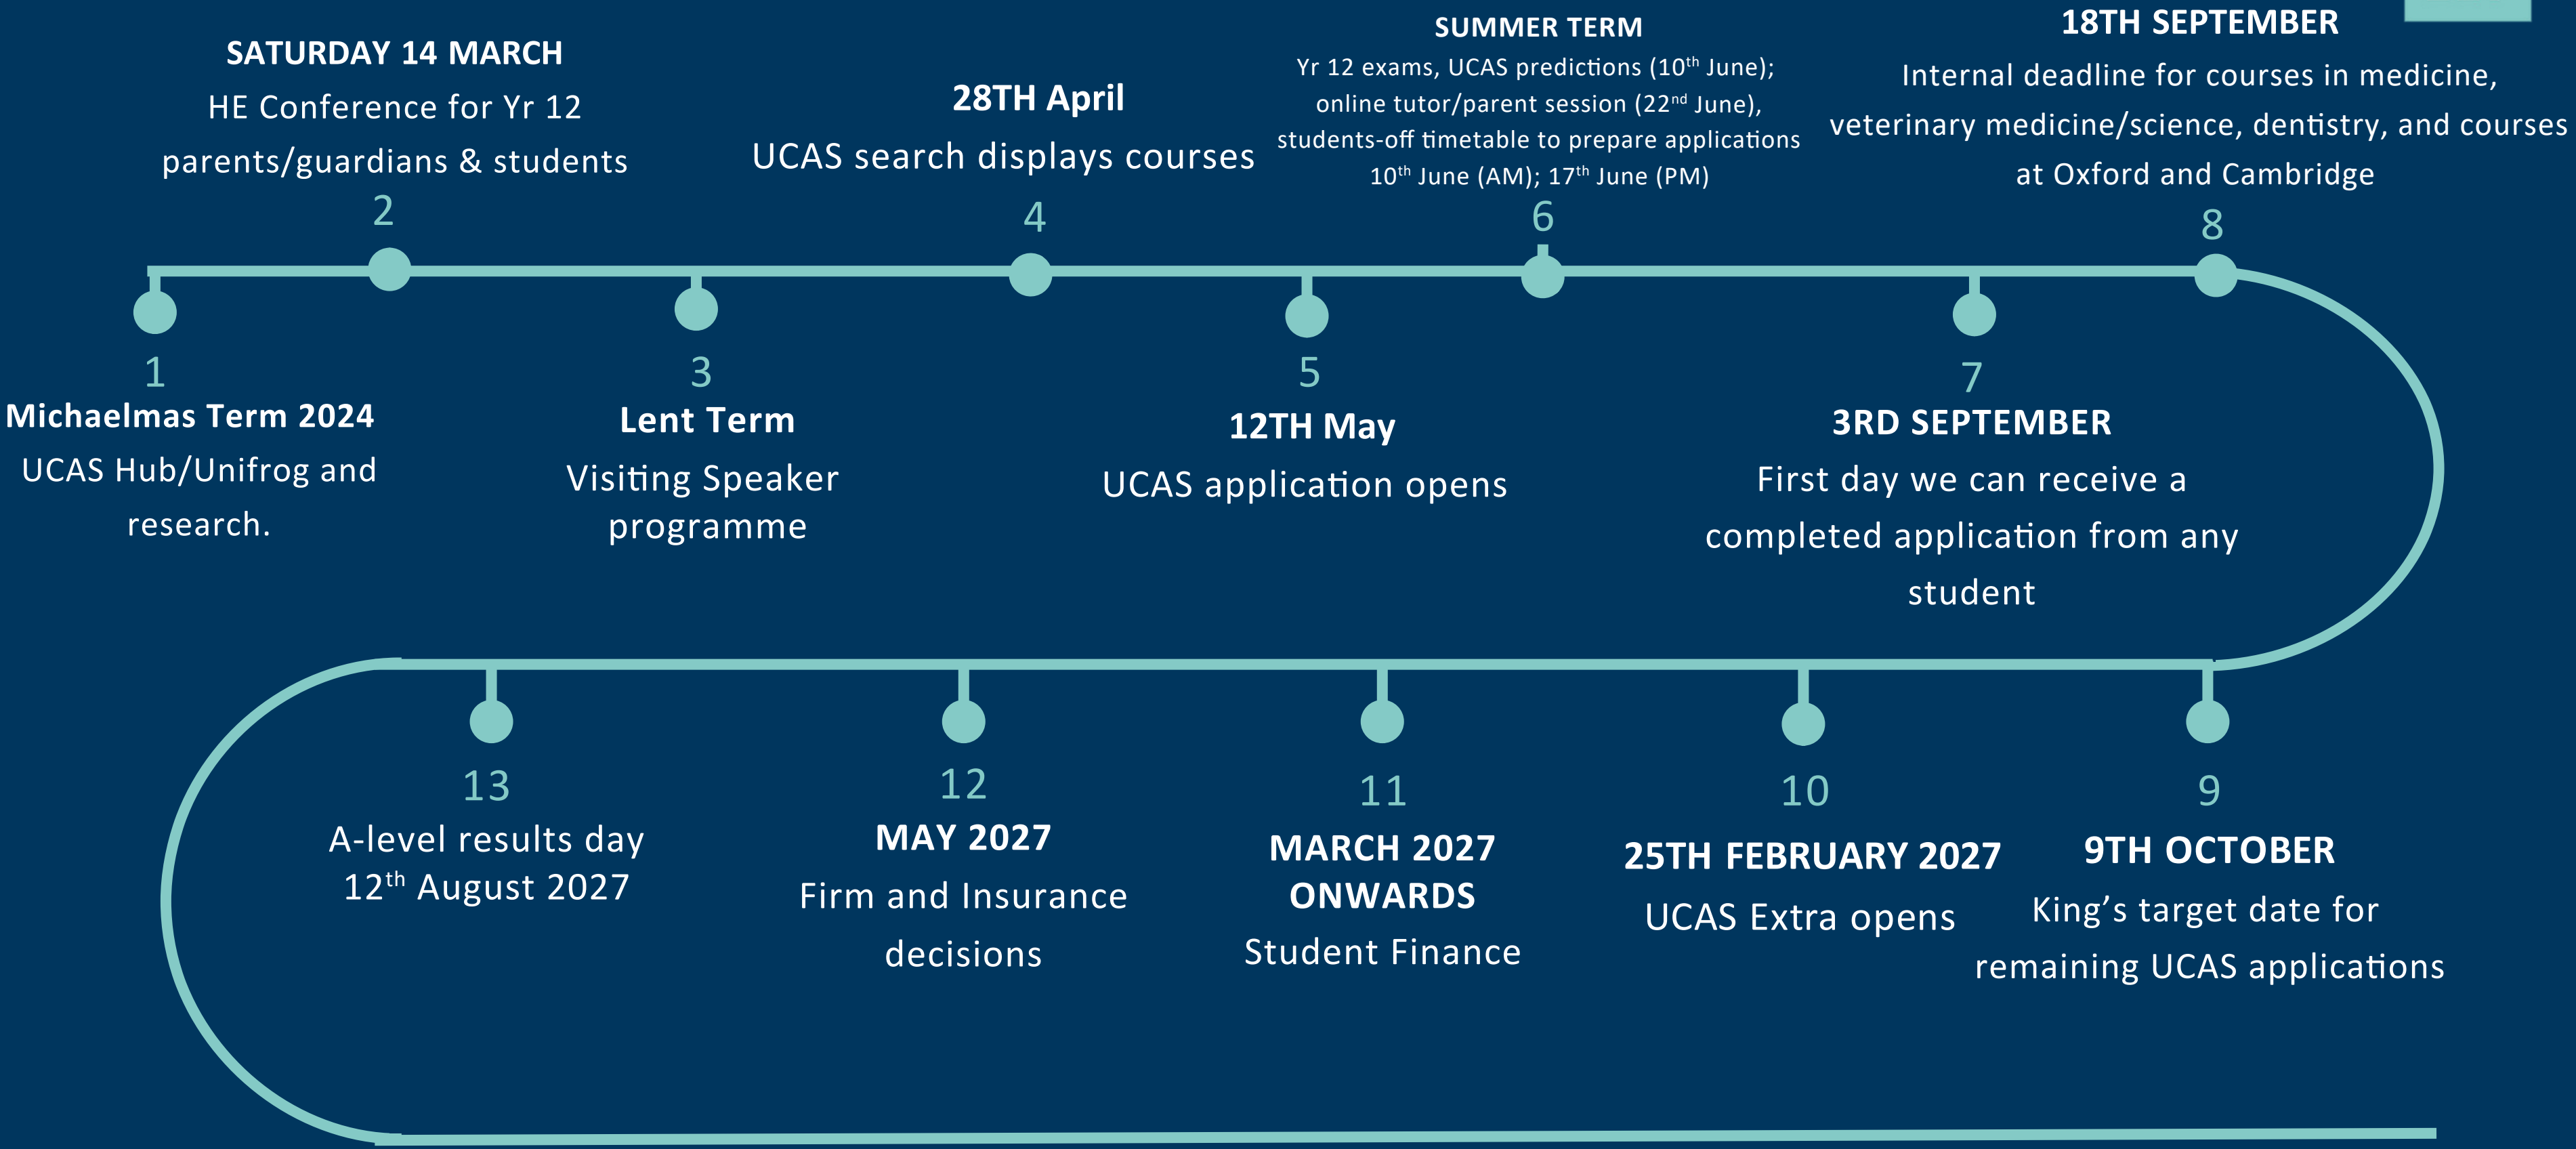 1
Michaelmas Term 2024
UCAS Hub/Unifrog and
research.
SATURDAY 14 MARCH
HE Conference for Yr 12
parents/guardians & students
2
3
Lent Term
Visiting Speaker
programme
28TH April
UCAS search displays courses
4
5
12TH May
UCAS application opens
SUMMER TERM
Yr 12 exams, UCAS predictions (10th June);
online tutor/parent session (22nd June),
students-off timetable to prepare applications
10th June (AM); 17th June (PM)
6
7
3RD SEPTEMBER
First day we can receive a
completed application from any
student
18TH SEPTEMBER
Internal deadline for courses in medicine,
veterinary medicine/science, dentistry, and courses
at Oxford and Cambridge
8
9
9TH OCTOBER
King’s target date for
remaining UCAS applications
10
25TH FEBRUARY 2027
UCAS Extra opens
11
MARCH 2027
ONWARDS
Student Finance
12
MAY 2027
Firm and Insurance
decisions
13
A-level results day
12th August 2027